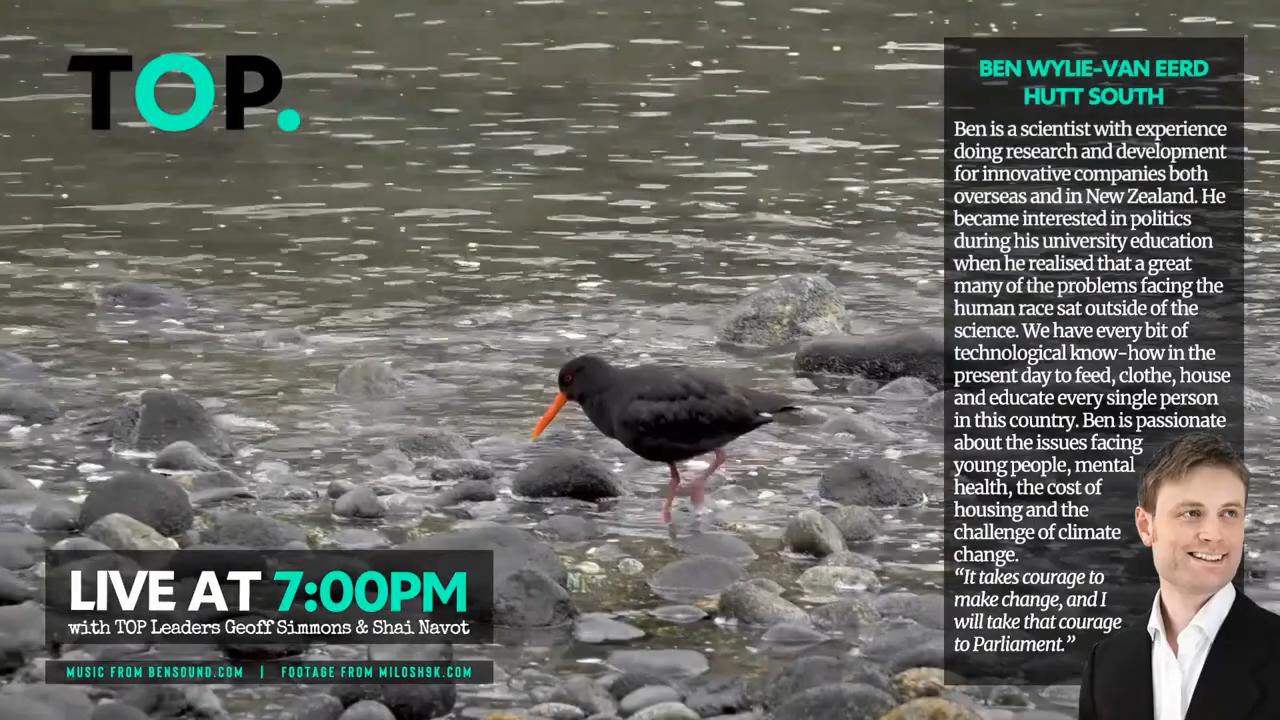 TOP.
BEN WYLIE-VAN EERD
HUTT SOUTH
Ben is a scientist with experience
doing research and development
for innovative companies both
overseas and in New Zealand. He
became interested in politics
during his university education
when he realised that a great
many of the problems facing the
human race sat outside of the
science. We have every bit of
technological know-how in the
present day to feed, clothe, house
and educate every single person
in this country. Ben is passionate
about the issues facing
young people, mental
health, the cost of
housing and the
challenge of climate
change.
“It takes courage to
make change, and I
will take that courage
to Parliament.”
LIVE AT 7:00PM
with TOP Leaders Geoff Simmons & Shai Navot
MUSIC FROM BENSOUND.COM | FOOTAGE FROM MILOSH9K.COM